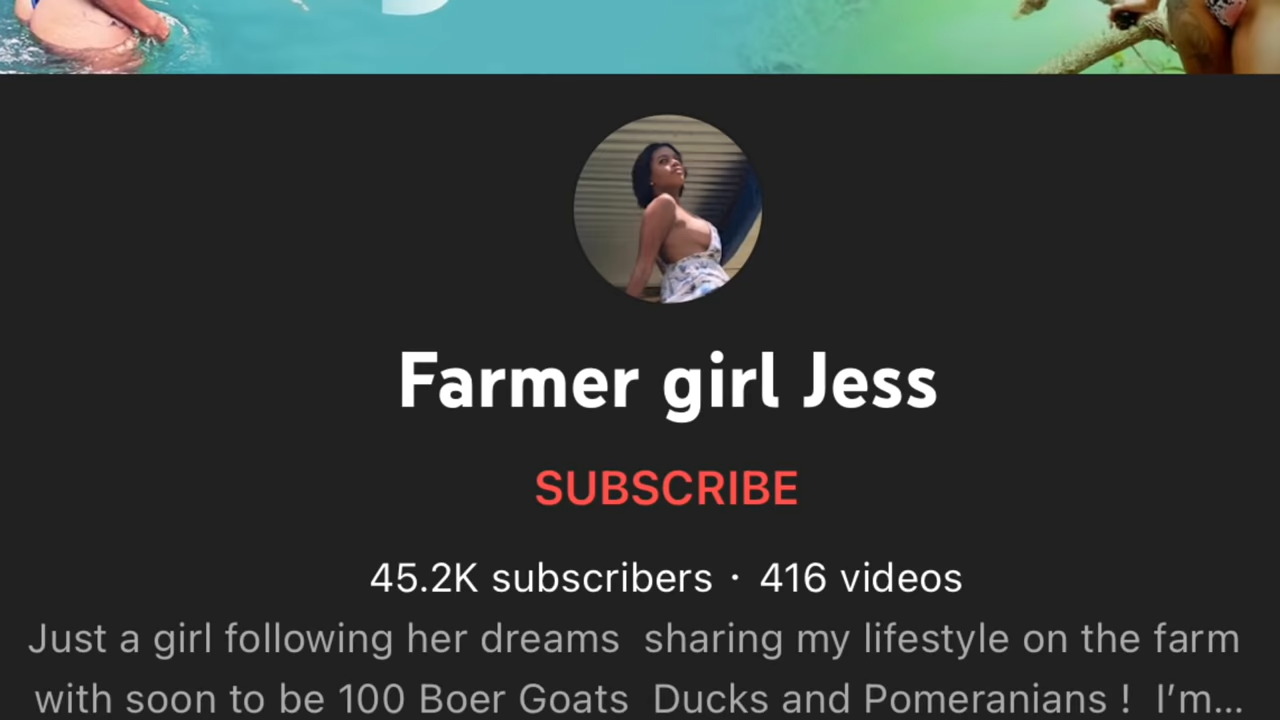 Farmer girl Jess
SUBSCRIBE
45.2K subscribers · 416 videos
Just a girl following her dreams sharing my lifestyle on the farm
with soon to be 100 Boer Goats Ducks and Pomeranians ! I’m...